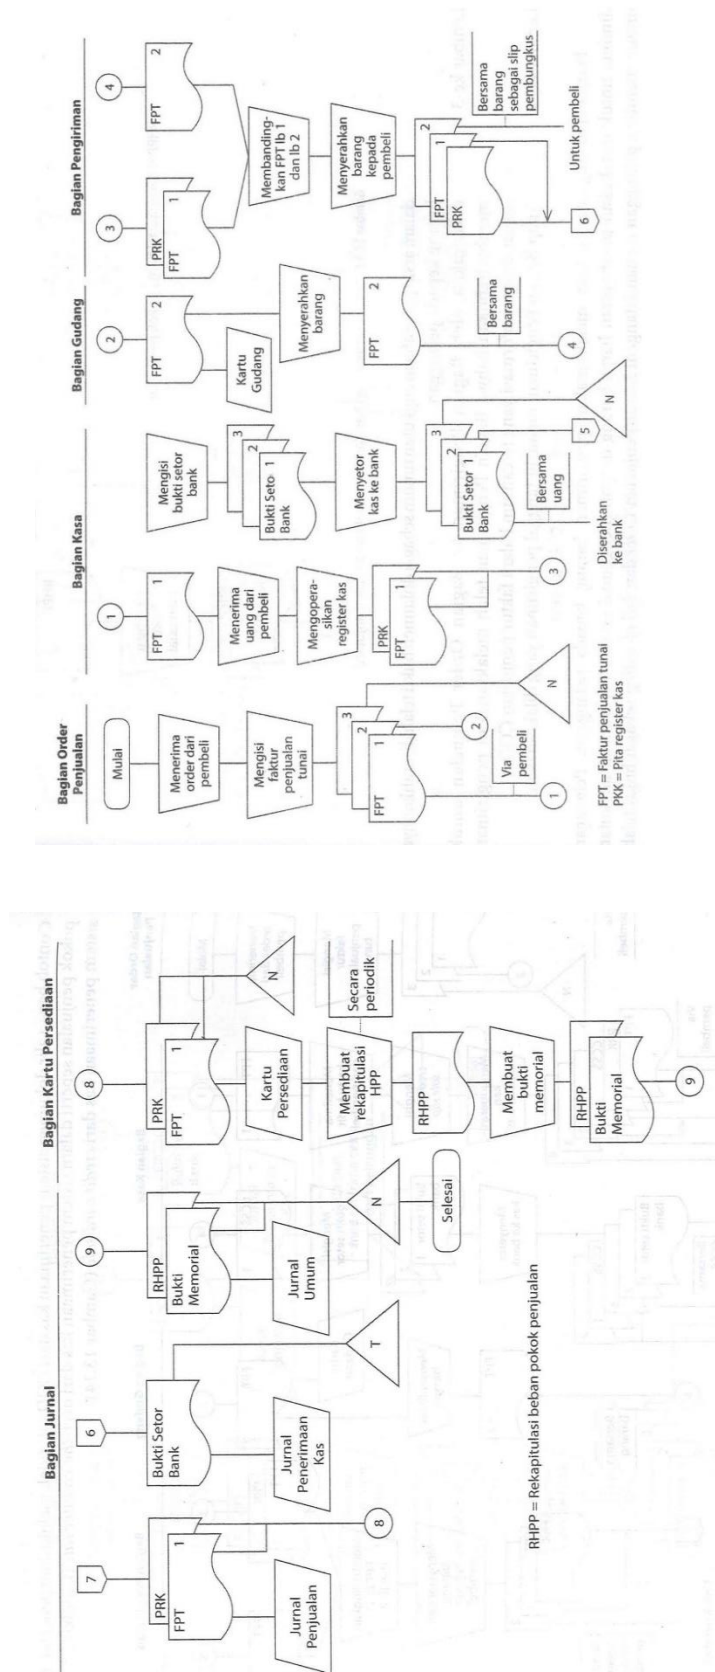 Bagian Order
Penjualan
Mulai
Menerima
order dari
pembeli
Mengisi
faktur
penjualan
tunai
3
2
1
FPT
Via
pembeli
1
2
N
FPT = Faktur penjualan tunai
PKK = Pita register kas
Bagian Kasa
1
1
FPT
Menerima
uang dari
pembeli
Mengopera-
sikan
register kas
PRK
1
FPT
3
Mengisi
bukti setor
bank
3
2
Bukti Seto 1
Bank
Menyetor
kas ke bank
3
2
Bukti Setor 1
Bank
Bersama
uang
Diserahkan
ke bank
5
N
Bagian Gudang
2
2
FPT
Kartu
Gudang
Menyerahkan
barang
2
FPT
Bersama
barang
4
Bagian Pengiriman
3
4
PRK
1
FPT
2
FPT
Membanding-
kan FPT lb 1
dan lb 2
Menyerahkan
barang
kepada
pembeli
2
1
FPT
PRK
Bersama
barang
sebagai slip
pembungkus
Untuk pembeli
6
Bagian Jurnal
7
PRK
1
FPT
Jurnal
Penjualan
8
6
Bukti Setor
Bank
Jurnal
Penerimaan
Kas
T
9
RHPP
Bukti
Memorial
Jurnal
Umum
N
Selesai
RHPP = Rekapitulasi beban pokok penjualan
Bagian Kartu Persediaan
8
PRK
1
FPT
N
Kartu
Persediaan
Membuat
rekapitulasi
HPP
Secara
periodik
RHPP
Membuat
bukti
memorial
RHPP
Bukti
Memorial
9